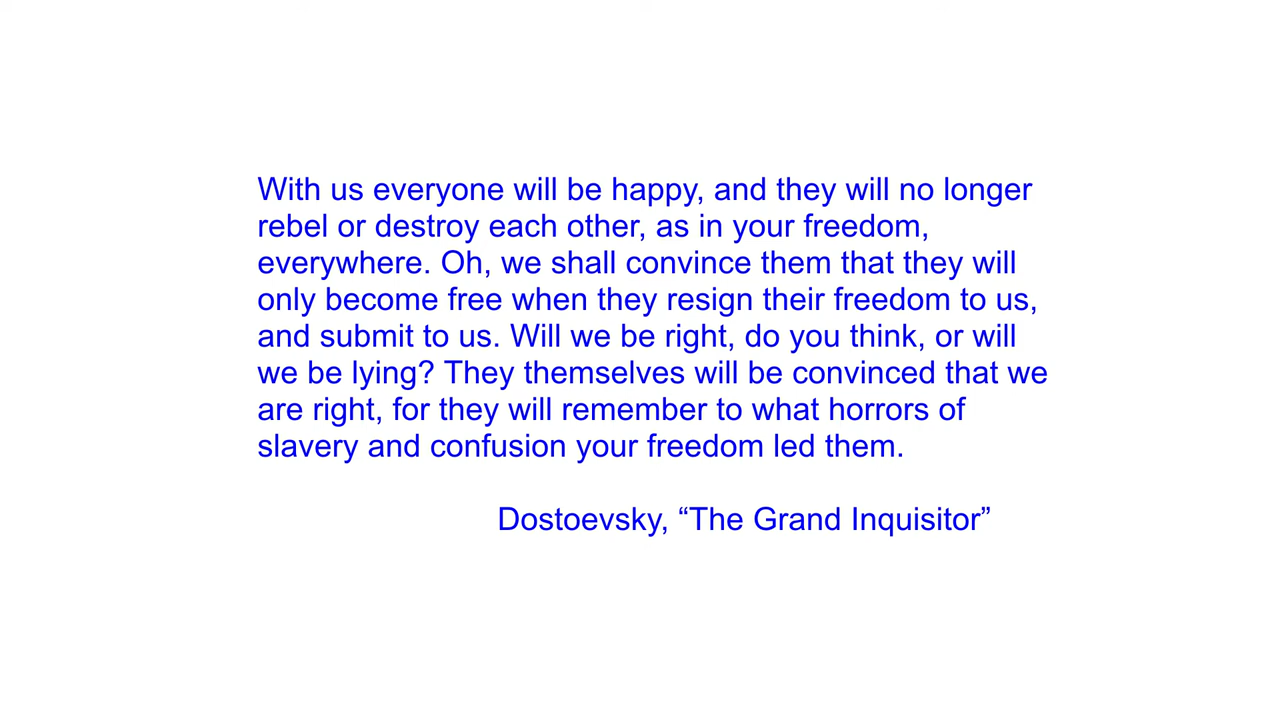 With us everyone will be happy, and they will no longer
rebel or destroy each other, as in your freedom,
everywhere. Oh, we shall convince them that they will
only become free when they resign their freedom to us,
and submit to us. Will we be right, do you think, or will
we be lying? They themselves will be convinced that we
are right, for they will remember to what horrors of
slavery and confusion your freedom led them.
Dostoevsky, “The Grand Inquisitor”